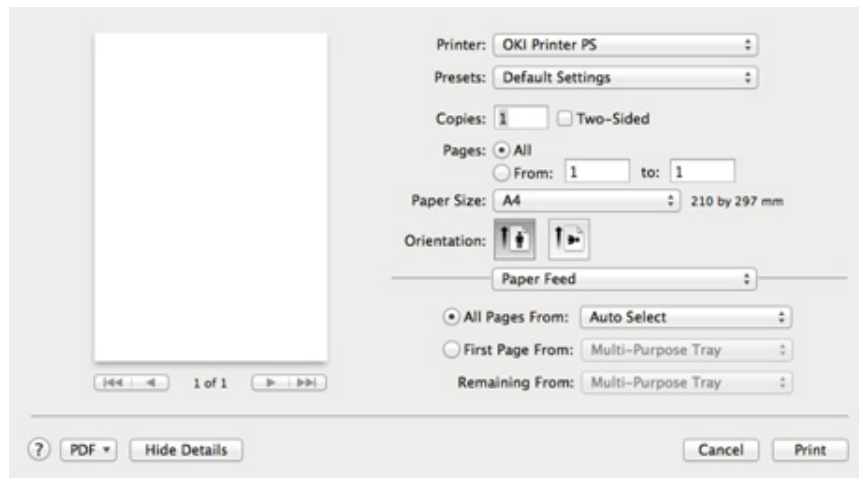 Printer: OKI Printer PS
Presets: Default Settings
Copies: 1 Two-Sided
Pages: All
From: 1 to: 1
Paper Size: A4 210 by 297 mm
Orientation:
Paper Feed
All Pages From: Auto Select
First Page From: Multi-Purpose Tray
Remaining From: Multi-Purpose Tray
1 of 1
? PDF Hide Details Cancel Print